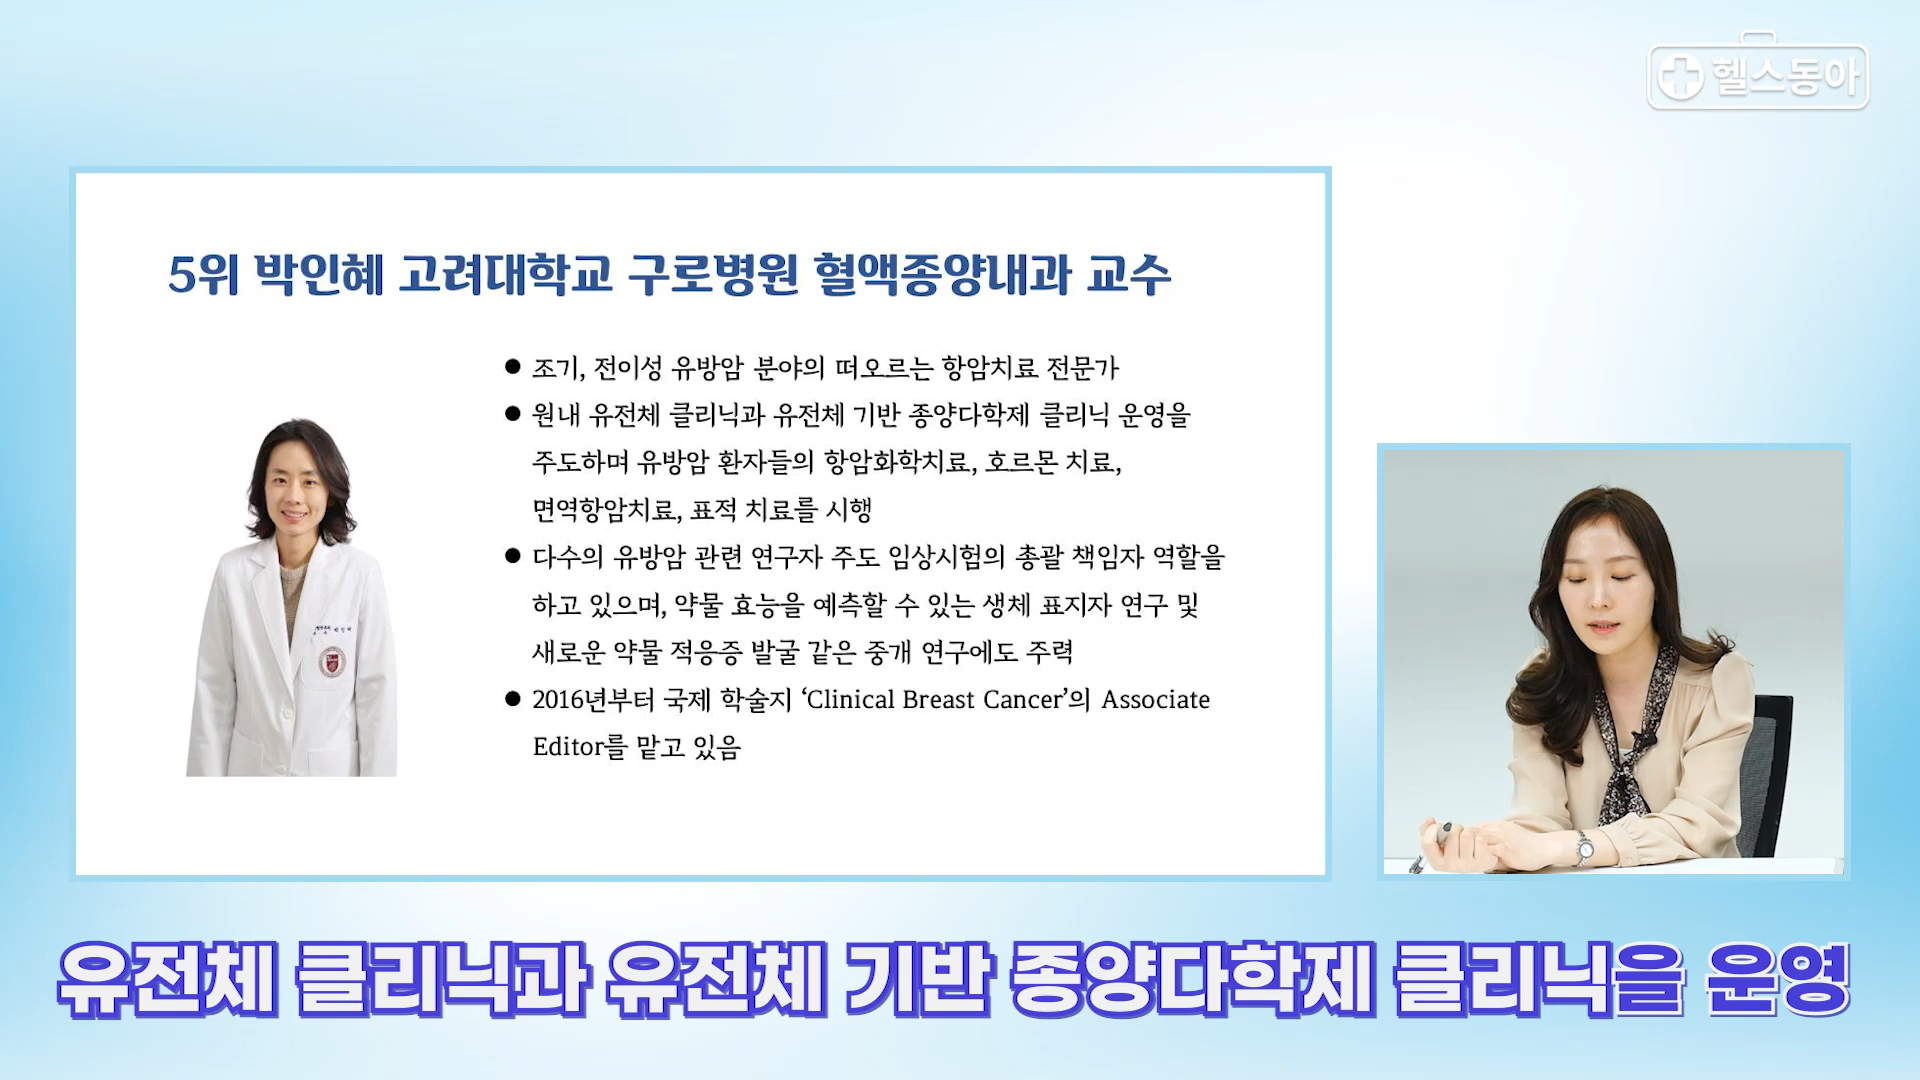 헬스동아
5위 박인혜 고려대학교 구로병원 혈액종양내과 교수
● 조기, 전이성 유방암 분야의 떠오르는 항암치료 전문가
● 원내 유전체 클리닉과 유전체 기반 종양다학제 클리닉 운영을
주도하며 유방암 환자들의 항암화학치료, 호르몬 치료,
면역항암치료, 표적 치료를 시행
● 다수의 유방암 관련 연구자 주도 임상시험의 총괄 책임자 역할을
하고 있으며, 약물 효능을 예측할 수 있는 생체 표지자 연구 및
새로운 약물 적응증 발굴 같은 중개 연구에도 주력
● 2016년부터 국제 학술지 ‘Clinical Breast Cancer’의 Associate
Editor를 맡고 있음
유전체 클리닉과 유전체 기반 종양다학제 클리닉을 운영